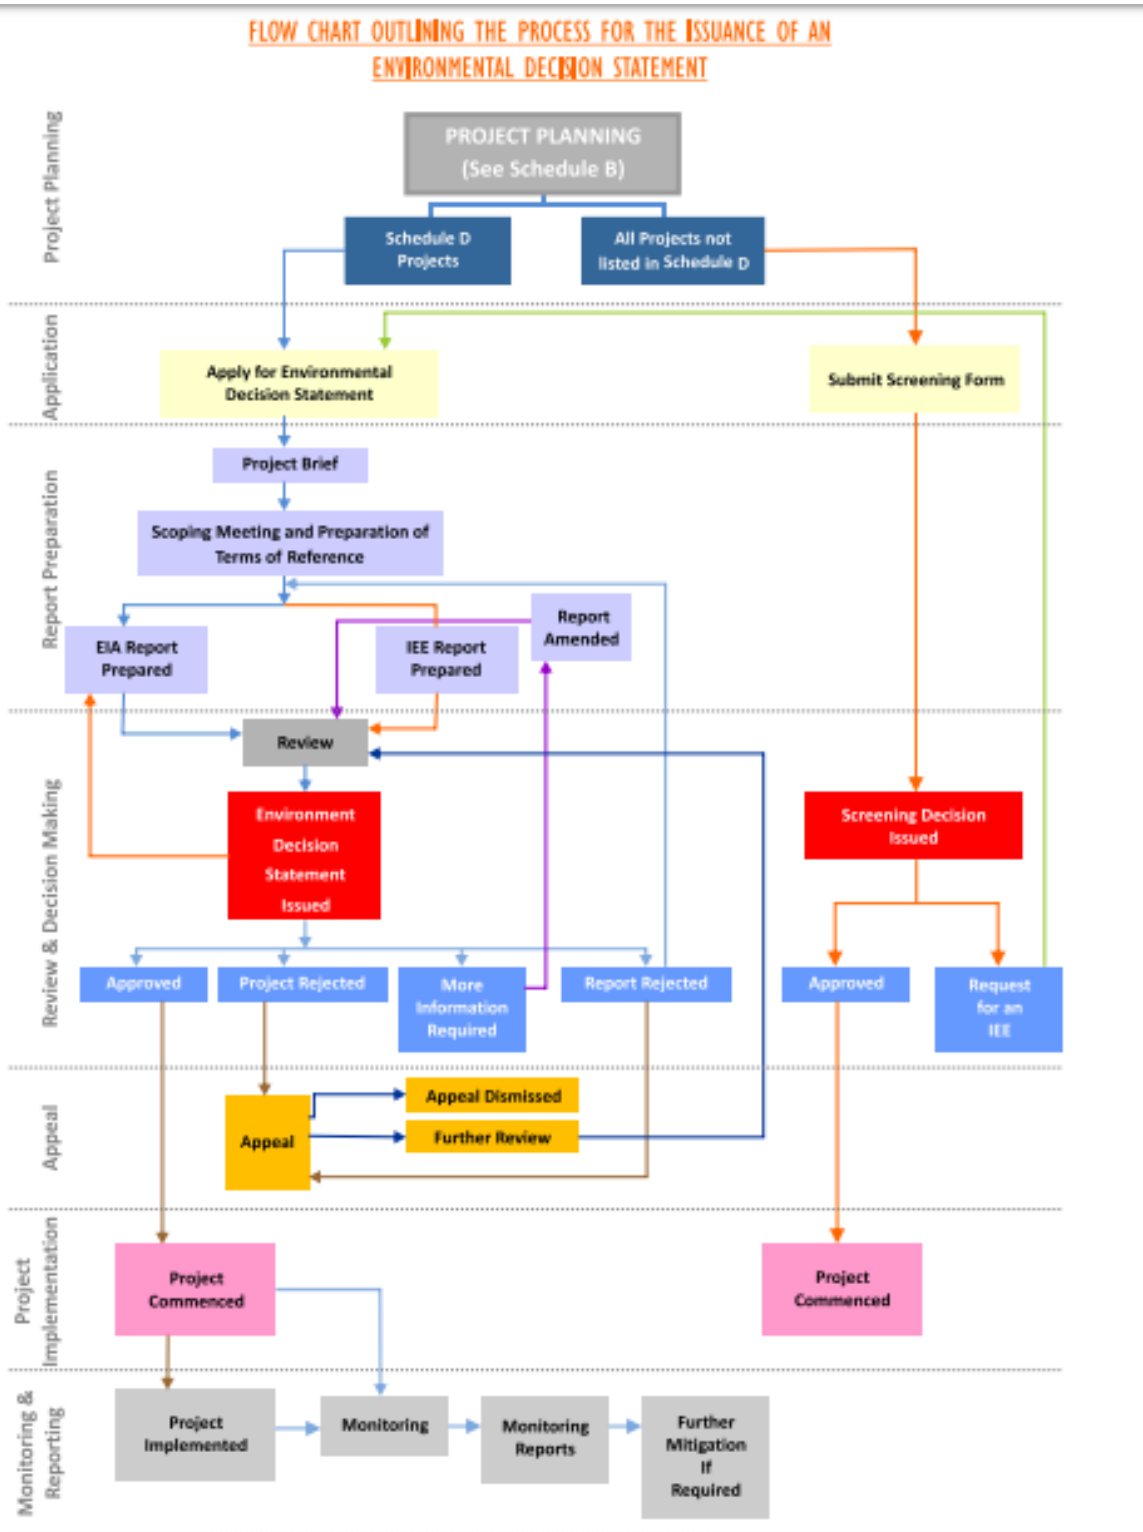 FLOW CHART OUTLINING THE PROCESS FOR THE ISSUANCE OF AN
ENVIRONMENTAL DECISION STATEMENT
Project Planning
PROJECT PLANNING
(See Schedule B)
Schedule D
Projects
All Projects not
listed in Schedule D
Application
Apply for Environmental
Decision Statement
Submit Screening Form
Report Preparation
Project Brief
Scoping Meeting and Preparation of
Terms of Reference
EIA Report
Prepared
IEE Report
Prepared
Report
Amended
Review & Decision Making
Review
Environment
Decision
Statement
Issued
Screening Decision
Issued
Approved
Project Rejected
More
Information
Required
Report Rejected
Approved
Request
for an
IEE
Appeal
Appeal
Appeal Dismissed
Further Review
Project
Implementation
Project
Commenced
Project
Commenced
Monitoring &
Reporting
Project
Implemented
Monitoring
Monitoring
Reports
Further
Mitigation
If
Required